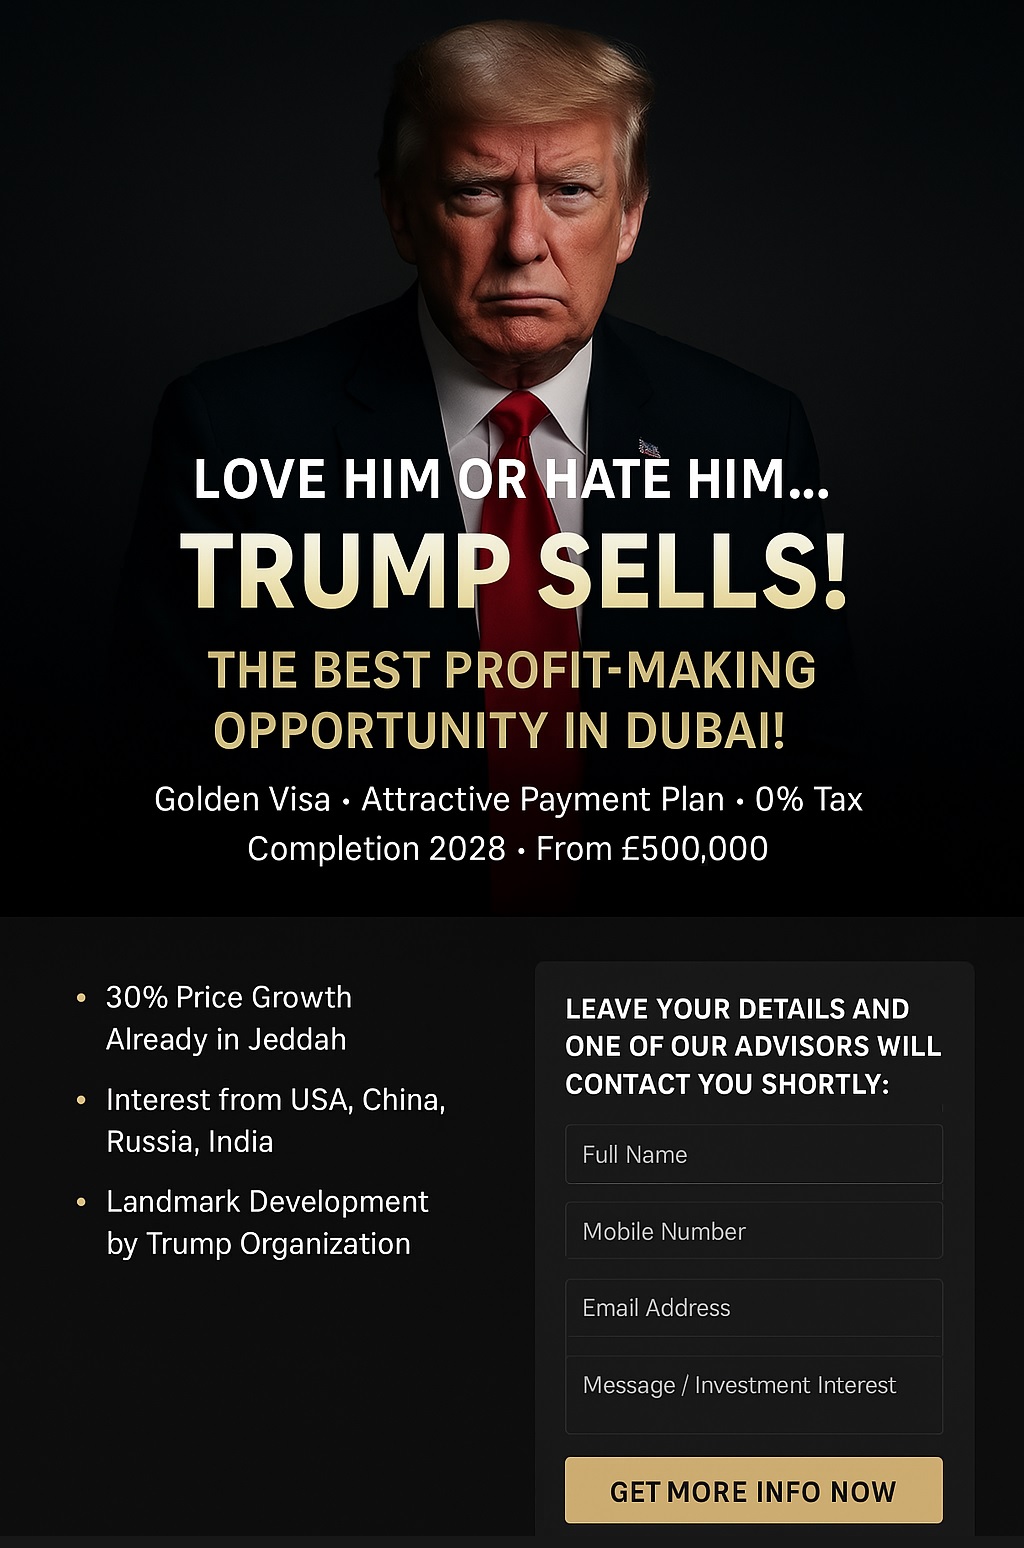 LOVE HIM OR HATE HIM...
TRUMP SELLS!
THE BEST PROFIT-MAKING
OPPORTUNITY IN DUBAI!
Golden Visa • Attractive Payment Plan • 0% Tax
Completion 2028 • From £500,000
• 30% Price Growth
Already in Jeddah
• Interest from USA, China,
Russia, India
• Landmark Development
by Trump Organization
LEAVE YOUR DETAILS AND
ONE OF OUR ADVISORS WILL
CONTACT YOU SHORTLY:
Full Name
Mobile Number
Email Address
Message / Investment Interest
GET MORE INFO NOW